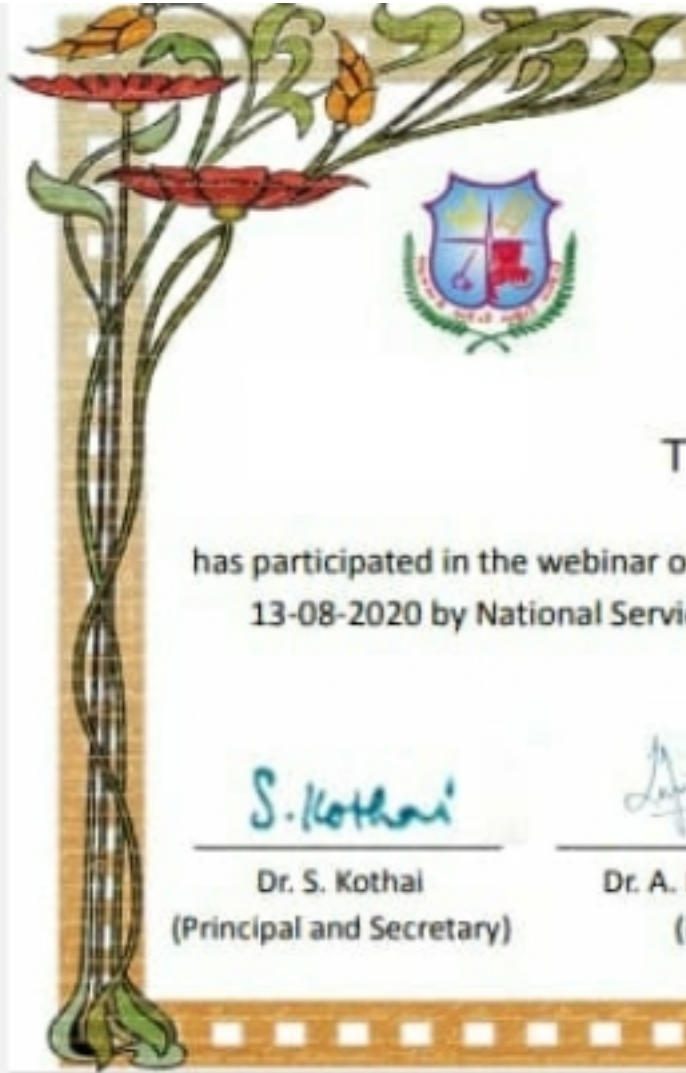 T
has participated in the webinar o
13-08-2020 by National Servi
S. Kothai
Dr. S. Kothai
(Principal and Secretary)
Dr. A.
(